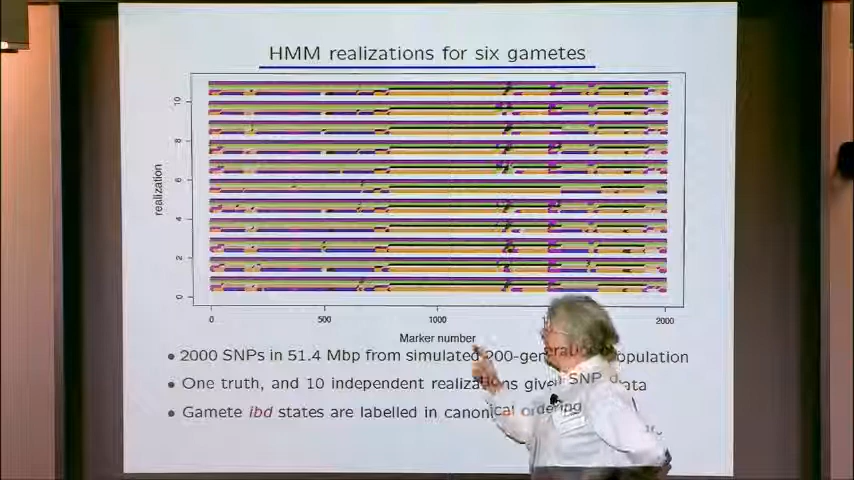 HMM realizations for six gametes
realization
0 2 4 6 8 10
0 500 1000 2000
Marker number
2000 SNPs in 51.4 Mbp from simulated 200-generation population
One truth, and 10 independent realizations given SNP data
Gamete ibd states are labelled in canonical ordering